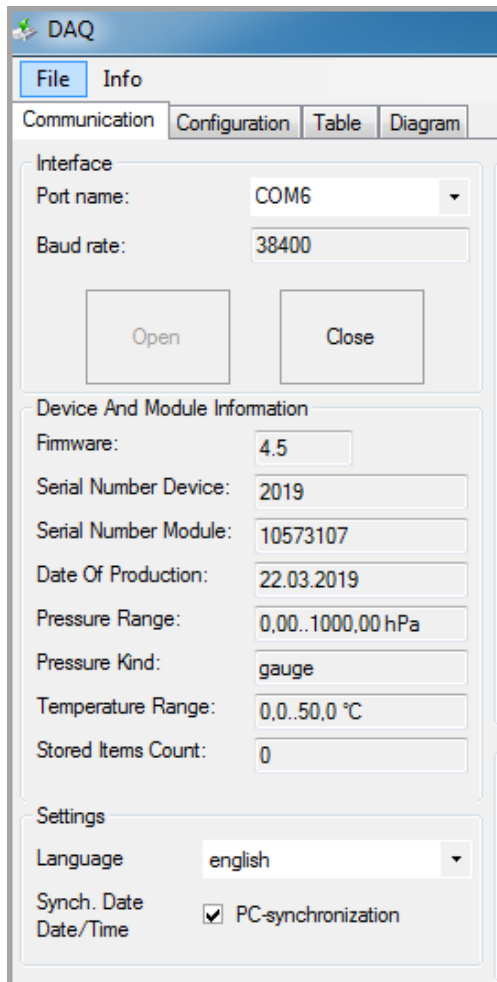 DAQ
File Info
Communication Configuration Table Diagram
Interface
Port name: COM6
Baud rate: 38400
Open Close
Device And Module Information
Firmware: 4.5
Serial Number Device: 2019
Serial Number Module: 10573107
Date Of Production: 22.03.2019
Pressure Range: 0,00..1000,00 hPa
Pressure Kind: gauge
Temperature Range: 0,0..50,0 °C
Stored Items Count: 0
Settings
Language english
Synch. Date
Date/Time PC-synchronization